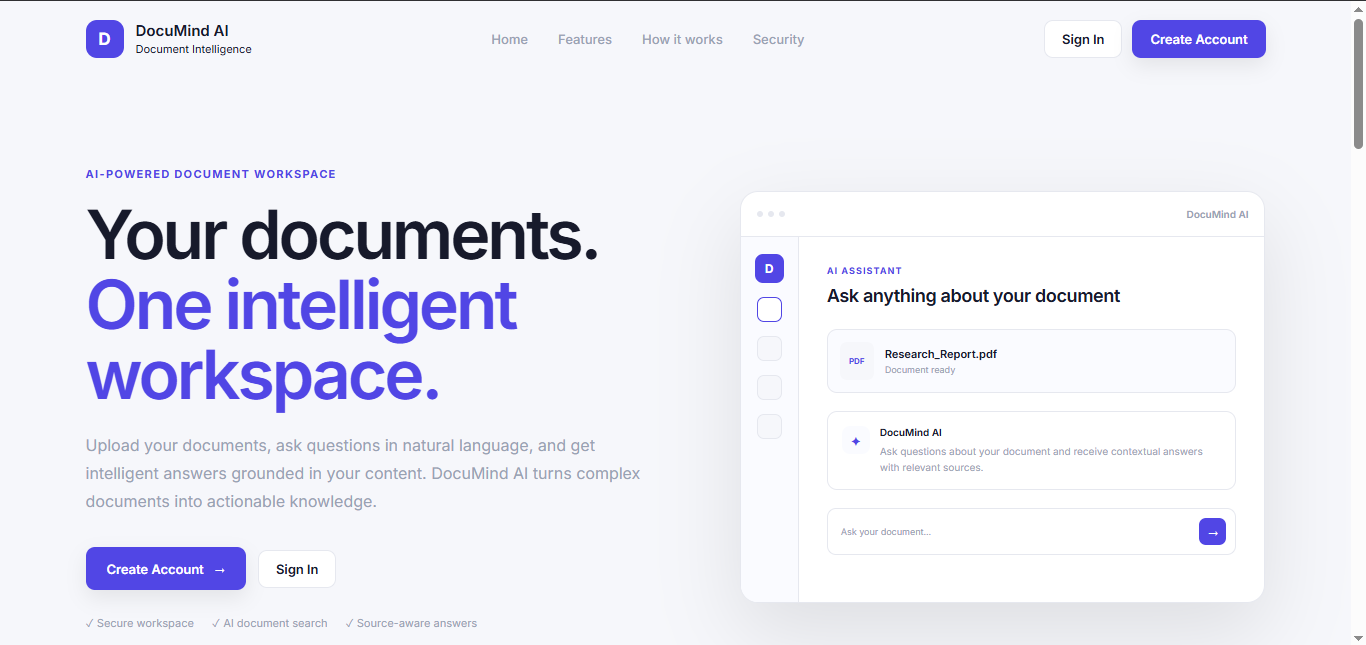 D
DocuMind AI
Document Intelligence
Home
Features
How it works
Security
Sign In
Create Account
AI-POWERED DOCUMENT WORKSPACE
Your documents.
One intelligent
workspace.
Upload your documents, ask questions in natural language, and get
intelligent answers grounded in your content. DocuMind AI turns complex
documents into actionable knowledge.
Create Account →
Sign In
✓ Secure workspace
✓ AI document search
✓ Source-aware answers
DocuMind AI
D
AI ASSISTANT
Ask anything about your document
PDF
Research_Report.pdf
Document ready
✦
DocuMind AI
Ask questions about your document and receive contextual answers
with relevant sources.
Ask your document...
→